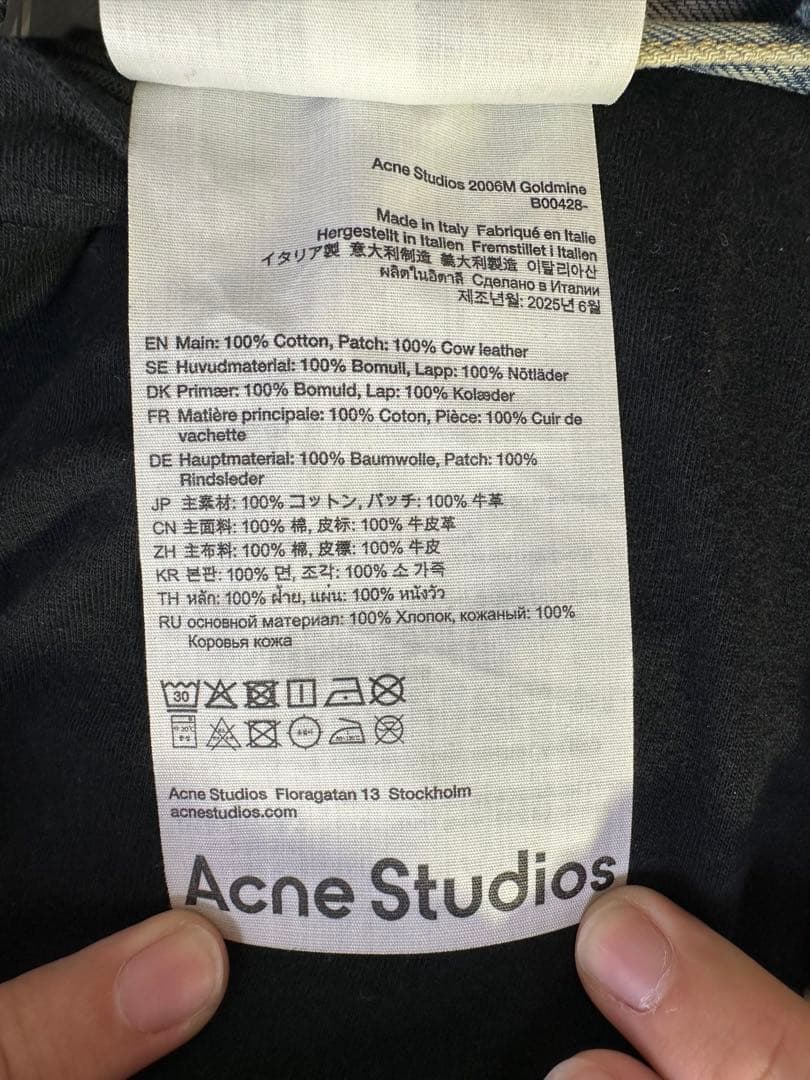 Acne Studios 2006M Goldmine
B00428-
Made in Italy Fabriqué en Italie
Hergestellt in Italien Fremstillet i Italien
イタリア製 意大利制造 義大利製造 이탈리아산
ผลิตในอิตาลี Сделано в Италии
제조년월: 2025년 6월
EN Main: 100% Cotton, Patch: 100% Cow leather
SE Huvudmaterial: 100% Bomull, Lapp: 100% Nötläder
DK Primær: 100% Bomuld, Lap: 100% Kolæder
FR Matière principale: 100% Coton, Pièce: 100% Cuir de
vachette
DE Hauptmaterial: 100% Baumwolle, Patch: 100%
Rindsleder
JP 主素材: 100% コットン, パッチ: 100% 牛革
CN 主面料: 100% 棉, 皮标: 100% 牛皮革
ZH 主布料: 100% 棉, 皮標: 100% 牛皮
KR 본판: 100% 면, 조각: 100% 소 가죽
TH หลัก: 100% ฝ้าย, แผ่น: 100% หนังวัว
RU основной материал: 100% Хлопок, кожаный: 100%
Коровья кожа
30
Acne Studios Floragatan 13 Stockholm
acnestudios.com
Acne Studios